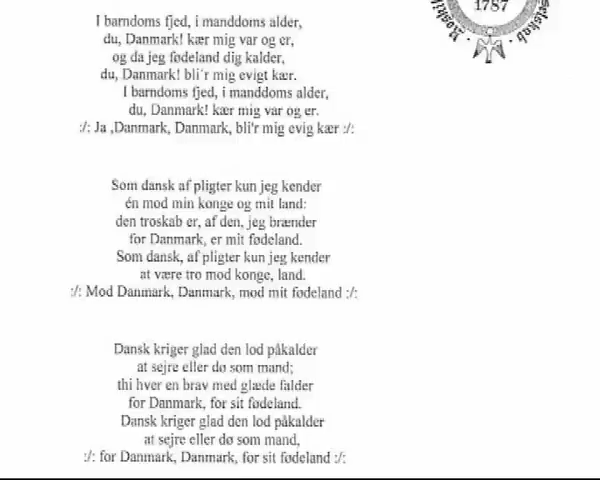 1787
Roskil
selskab
I barndoms fjed, i manddoms alder,
du, Danmark! kær mig var og er,
og da jeg fødeland dig kalder,
du, Danmark! bli'r mig evigt kær.
I barndoms fjed, i manddoms alder,
du, Danmark! kær mig var og er.
:/: Ja ,Danmark, Danmark, bli'r mig evig kær :/:
Som dansk af pligter kun jeg kender
én mod min konge og mit land:
den troskab er, af den, jeg brænder
for Danmark, er mit fødeland.
Som dansk, af pligter kun jeg kender
at være tro mod konge, land.
:/: Mod Danmark, Danmark, mod mit fødeland :/:
Dansk kriger glad den lod påkalder
at sejre eller dø som mand;
thi hver en brav med glæde falder
for Danmark, for sit fødeland.
Dansk kriger glad den lod påkalder
at sejre eller dø som mand,
:/: for Danmark, Danmark, for sit fødeland :/: